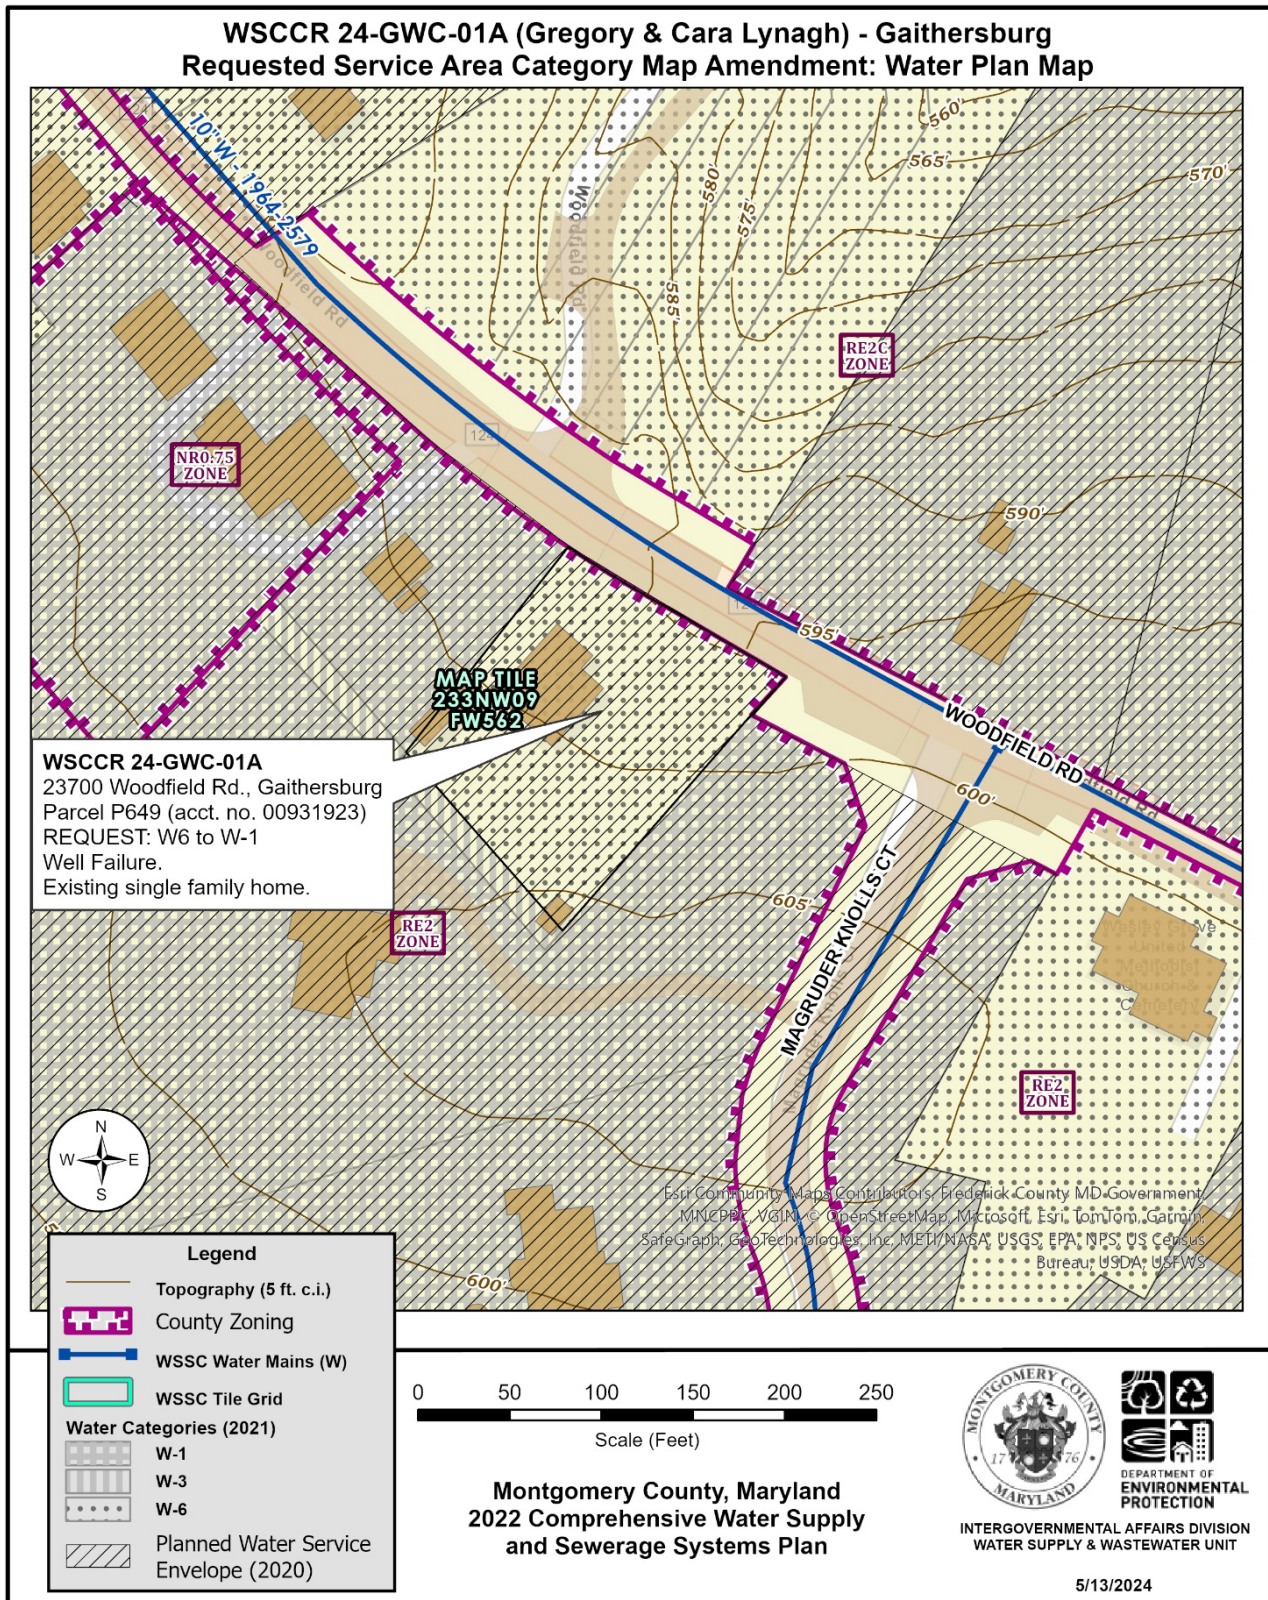 WSCCR 24-GWC-01A (Gregory & Cara Lynagh) - Gaithersburg
Requested Service Area Category Map Amendment: Water Plan Map
10" W - 1964-2579
Woodfield Rd
Woodfield Rd
124
560'
565'
570'
580'
575'
585'
RE2C
ZONE
NR0.75
ZONE
590'
595'
MAP TILE
233NW09
FW562
WOODFIELD RD
600'
WSCCR 24-GWC-01A
23700 Woodfield Rd., Gaithersburg
Parcel P649 (acct. no. 00931923)
REQUEST: W6 to W-1
Well Failure.
Existing single family home.
MAGRUDER KNOLLS CT
605'
RE2
ZONE
Church &
RE2
ZONE
N
W E
S
600'
Esri Community Maps Contributors, Frederick County MD Government,
MNCPPC, VGIN, © OpenStreetMap, Microsoft, Esri, TomTom, Garmin,
SafeGraph, GeoTechnologies, Inc, METI/NASA, USGS, EPA, NPS, US Census
Bureau, USDA, USFWS
Legend
Topography (5 ft. c.i.)
County Zoning
WSSC Water Mains (W)
WSSC Tile Grid
Water Categories (2021)
W-1
W-3
W-6
Planned Water Service
Envelope (2020)
0 50 100 150 200 250
Scale (Feet)
Montgomery County, Maryland
2022 Comprehensive Water Supply
and Sewerage Systems Plan
MONTGOMERY COUNTY
17 76
MARYLAND
DEPARTMENT OF
ENVIRONMENTAL
PROTECTION
INTERGOVERNMENTAL AFFAIRS DIVISION
WATER SUPPLY & WASTEWATER UNIT
5/13/2024